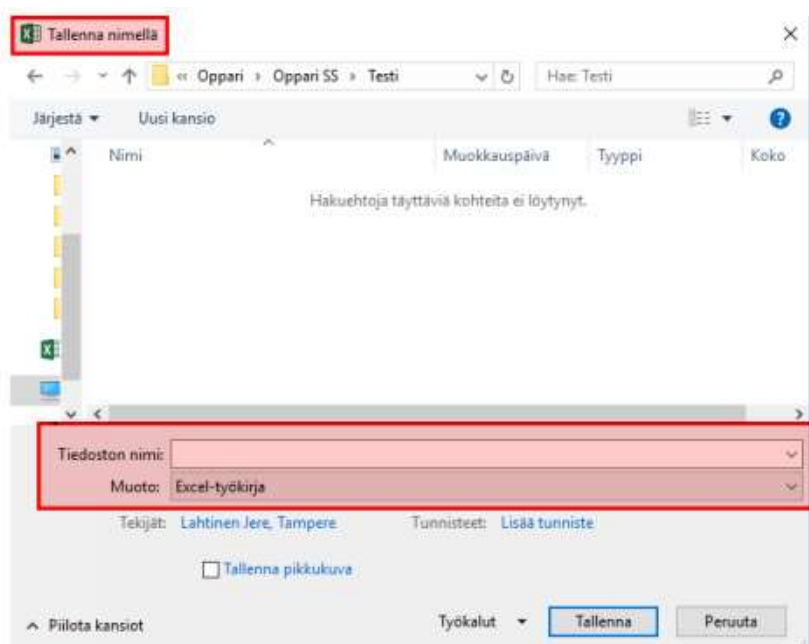 Tallenna nimellä
« Oppari › Oppari SS › Testi Hae: Testi
Järjestä Uusi kansio
Nimi Muokkauspäivä Tyyppi Koko
Hakuehtoja täyttäviä kohteita ei löytynyt.
Tiedoston nimi:
Muoto: Excel-työkirja
Tekijät: Lahtinen Jere, Tampere Tunnisteet: Lisää tunniste
Tallenna pikkukuva
Piilota kansiot Työkalut Tallenna Peruuta